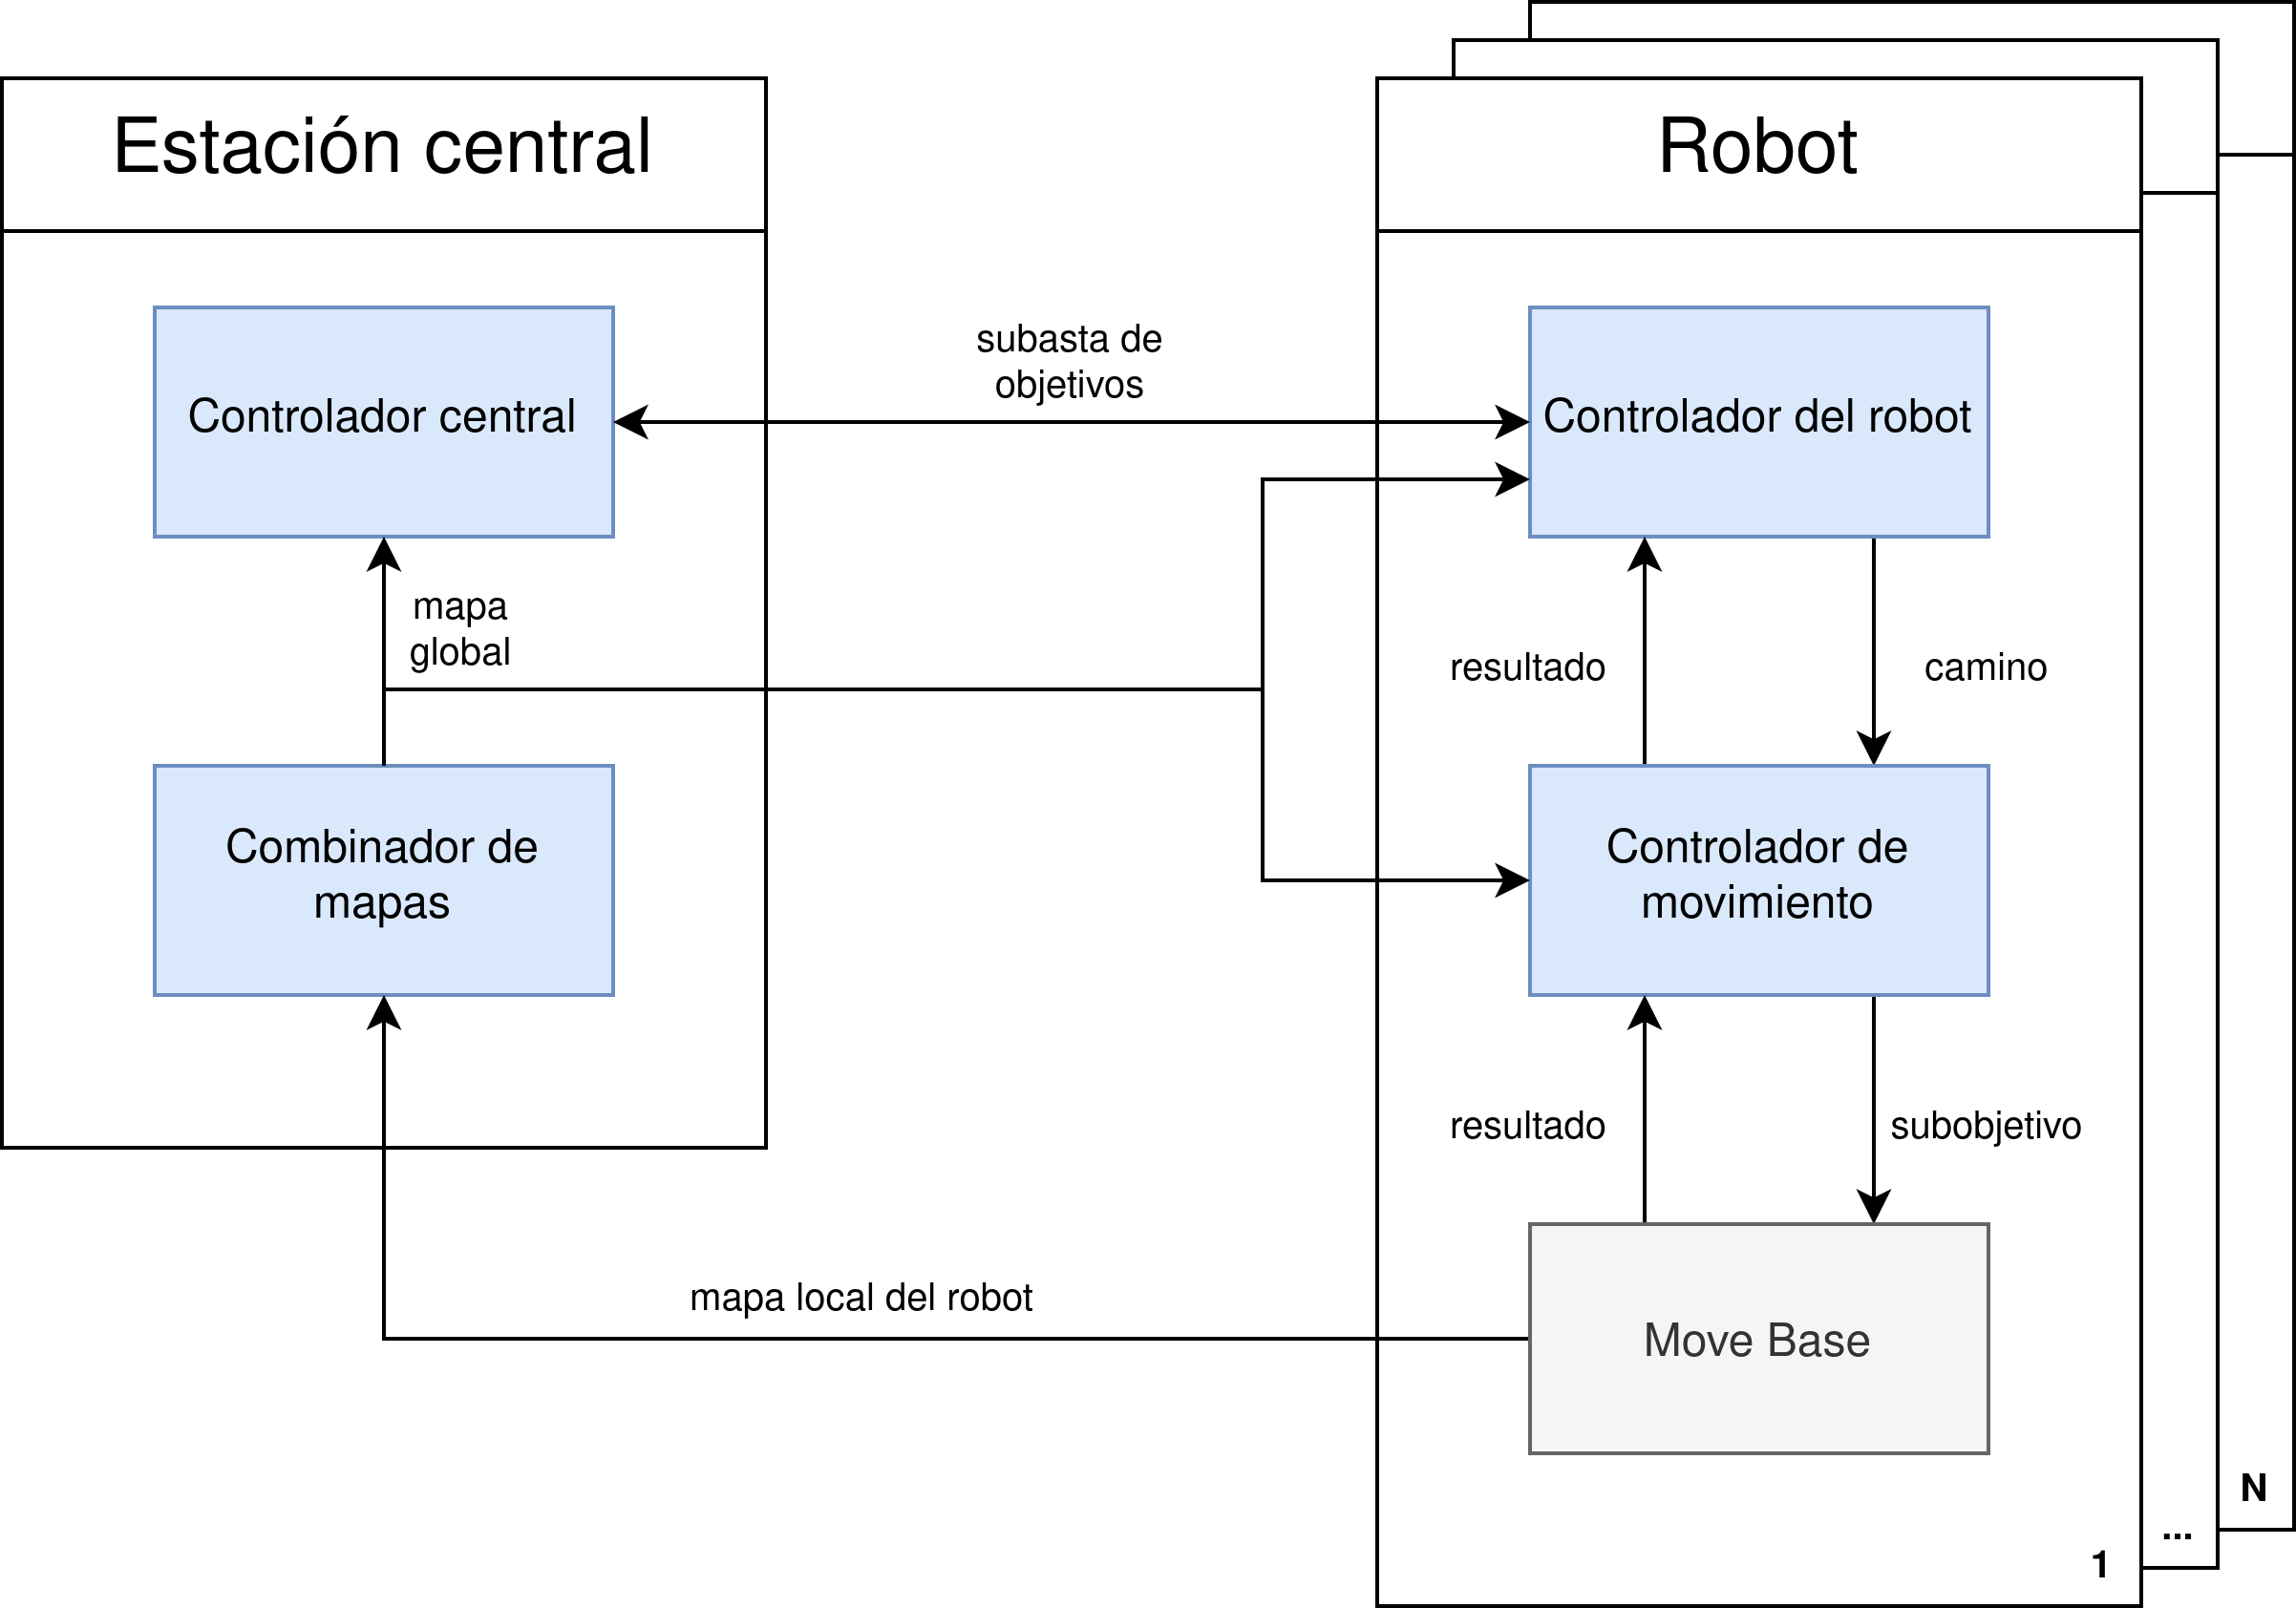 Estación central
Robot
Controlador central
subasta de
objetivos
Controlador del robot
mapa
global
resultado
camino
Combinador de
mapas
Controlador de
movimiento
resultado
subobjetivo
mapa local del robot
Move Base
N
...
1